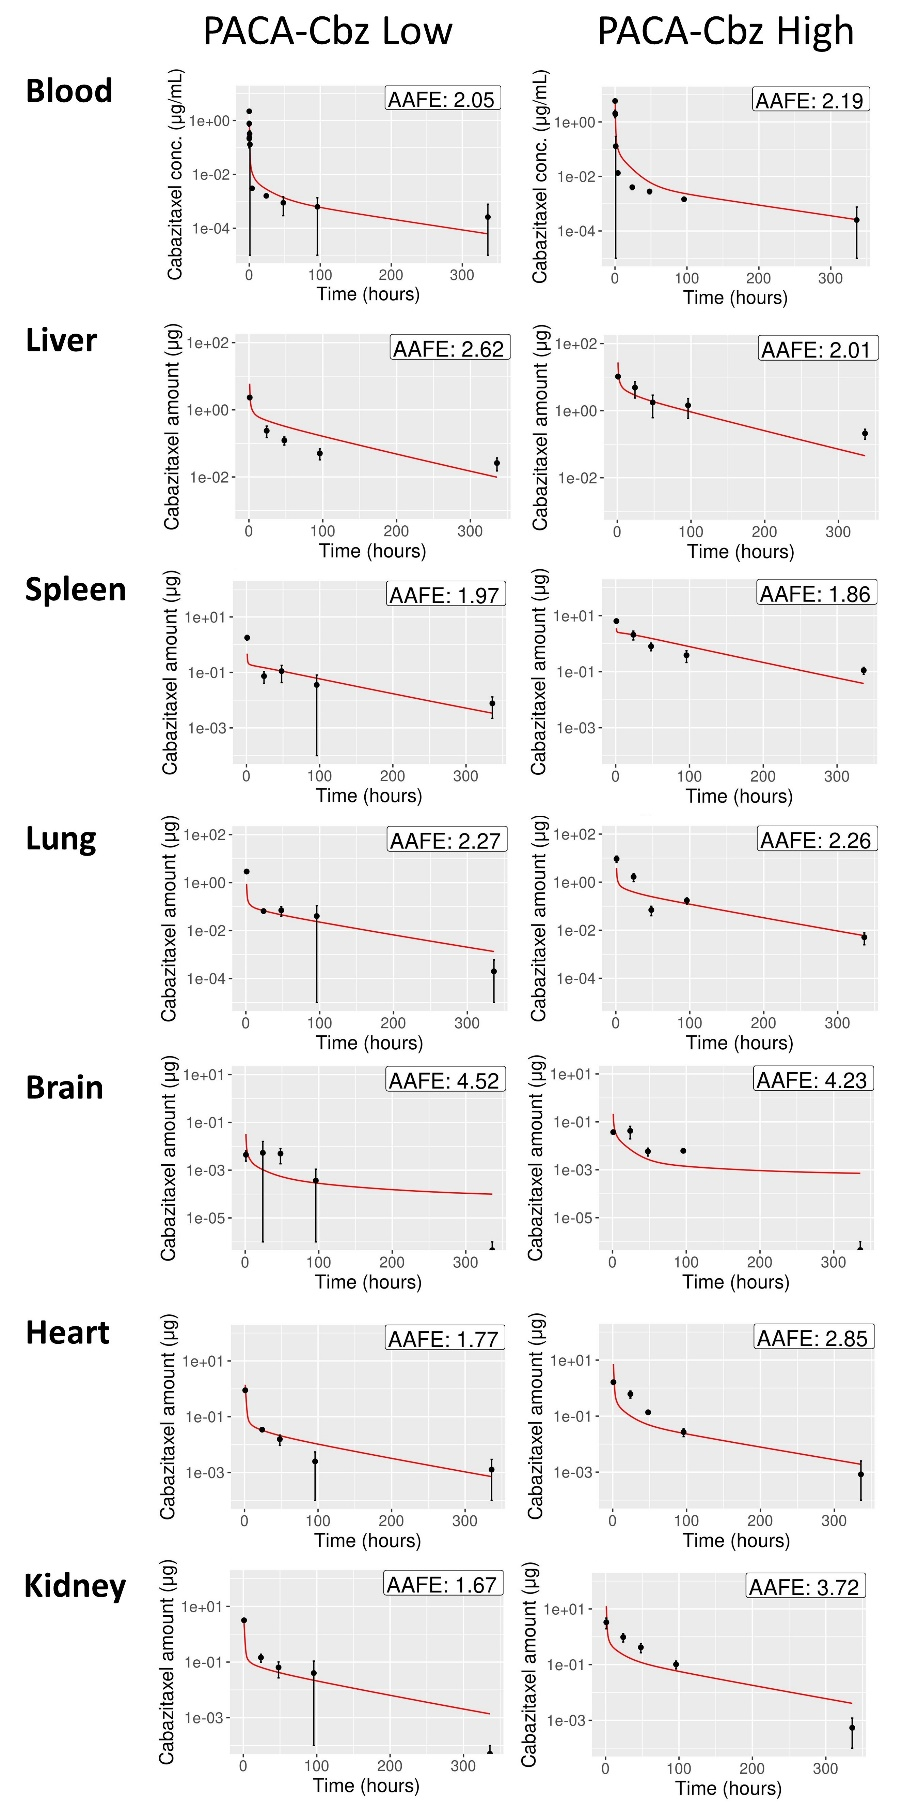 PACA-Cbz Low PACA-Cbz High
Blood
Cabazitaxel conc. (µg/mL)
1e+00
1e-02
1e-04
AAFE: 2.05
0 100 200 300
Time (hours)
Cabazitaxel conc. (µg/mL)
1e+00
1e-02
1e-04
AAFE: 2.19
0 100 200 300
Time (hours)
Liver
Cabazitaxel amount (µg)
1e+02
1e+00
1e-02
AAFE: 2.62
0 100 200 300
Time (hours)
Cabazitaxel amount (µg)
1e+02
1e+00
1e-02
AAFE: 2.01
0 100 200 300
Time (hours)
Spleen
Cabazitaxel amount (µg)
1e+01
1e-01
1e-03
AAFE: 1.97
0 100 200 300
Time (hours)
Cabazitaxel amount (µg)
1e+01
1e-01
1e-03
AAFE: 1.86
0 100 200 300
Time (hours)
Lung
Cabazitaxel amount (µg)
1e+02
1e+00
1e-02
1e-04
AAFE: 2.27
0 100 200 300
Time (hours)
Cabazitaxel amount (µg)
1e+02
1e+00
1e-02
1e-04
AAFE: 2.26
0 100 200 300
Time (hours)
Brain
Cabazitaxel amount (µg)
1e+01
1e-01
1e-03
1e-05
AAFE: 4.52
0 100 200 300
Time (hours)
Cabazitaxel amount (µg)
1e+01
1e-01
1e-03
1e-05
AAFE: 4.23
0 100 200 300
Time (hours)
Heart
Cabazitaxel amount (µg)
1e+01
1e-01
1e-03
AAFE: 1.77
0 100 200 300
Time (hours)
Cabazitaxel amount (µg)
1e+01
1e-01
1e-03
AAFE: 2.85
0 100 200 300
Time (hours)
Kidney
Cabazitaxel amount (µg)
1e+01
1e-01
1e-03
AAFE: 1.67
0 100 200 300
Time (hours)
Cabazitaxel amount (µg)
1e+01
1e-01
1e-03
AAFE: 3.72
0 100 200 300
Time (hours)